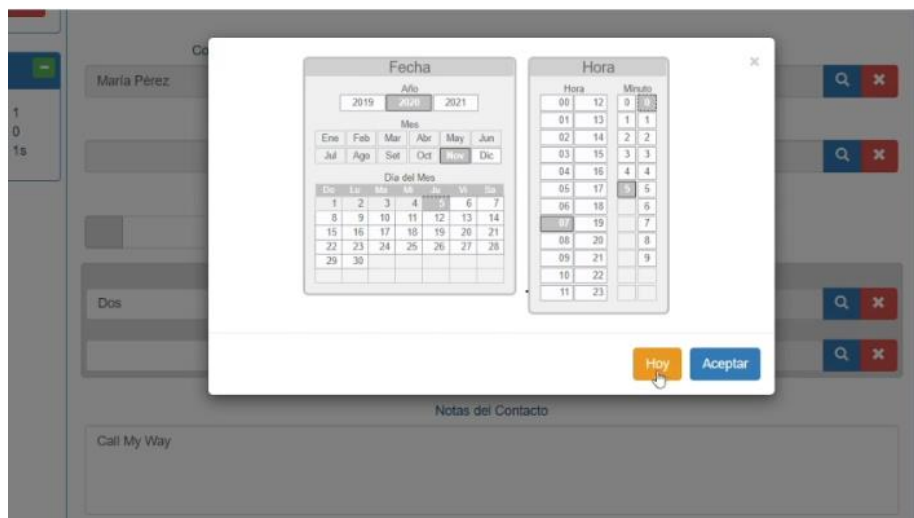 Co
María Pérez
1
0
1s
Dos
Fecha
Año
2019 2020 2021
Mes
Ene Feb Mar Abr May Jun
Jul Ago Set Oct Nov Dic
Día del Mes
Do Lu Ma Mi Ju Vi Sa
1 2 3 4 5 6 7
8 9 10 11 12 13 14
15 16 17 18 19 20 21
22 23 24 25 26 27 28
29 30
Hora
Hora Minuto
00 12 0 0
01 13 1 1
02 14 2 2
03 15 3 3
04 16 4 4
05 17 5 5
06 18 6
07 19 7
08 20 8
09 21 9
10 22
11 23
Hoy Aceptar
Notas del Contacto
Call My Way